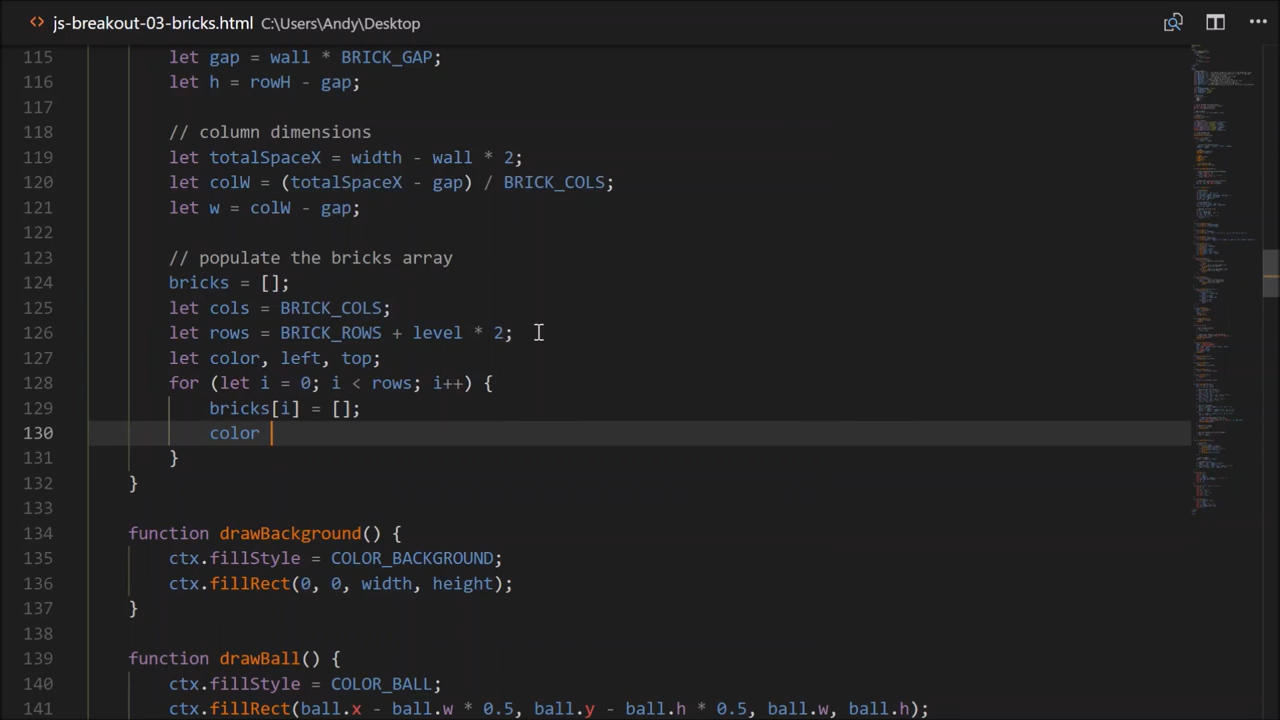 js-breakout-03-bricks.html C:\Users\Andy\Desktop
115 let gap = wall * BRICK_GAP;
116 let h = rowH - gap;
117
118 // column dimensions
119 let totalSpaceX = width - wall * 2;
120 let colW = (totalSpaceX - gap) / BRICK_COLS;
121 let w = colW - gap;
122
123 // populate the bricks array
124 bricks = [];
125 let cols = BRICK_COLS;
126 let rows = BRICK_ROWS + level * 2;
127 let color, left, top;
128 for (let i = 0; i < rows; i++) {
129 bricks[i] = [];
130 color
131 }
132 }
133
134 function drawBackground() {
135 ctx.fillStyle = COLOR_BACKGROUND;
136 ctx.fillRect(0, 0, width, height);
137 }
138
139 function drawBall() {
140 ctx.fillStyle = COLOR_BALL;
141 ctx.fillRect(ball.x - ball.w * 0.5, ball.y - ball.h * 0.5, ball.w, ball.h);